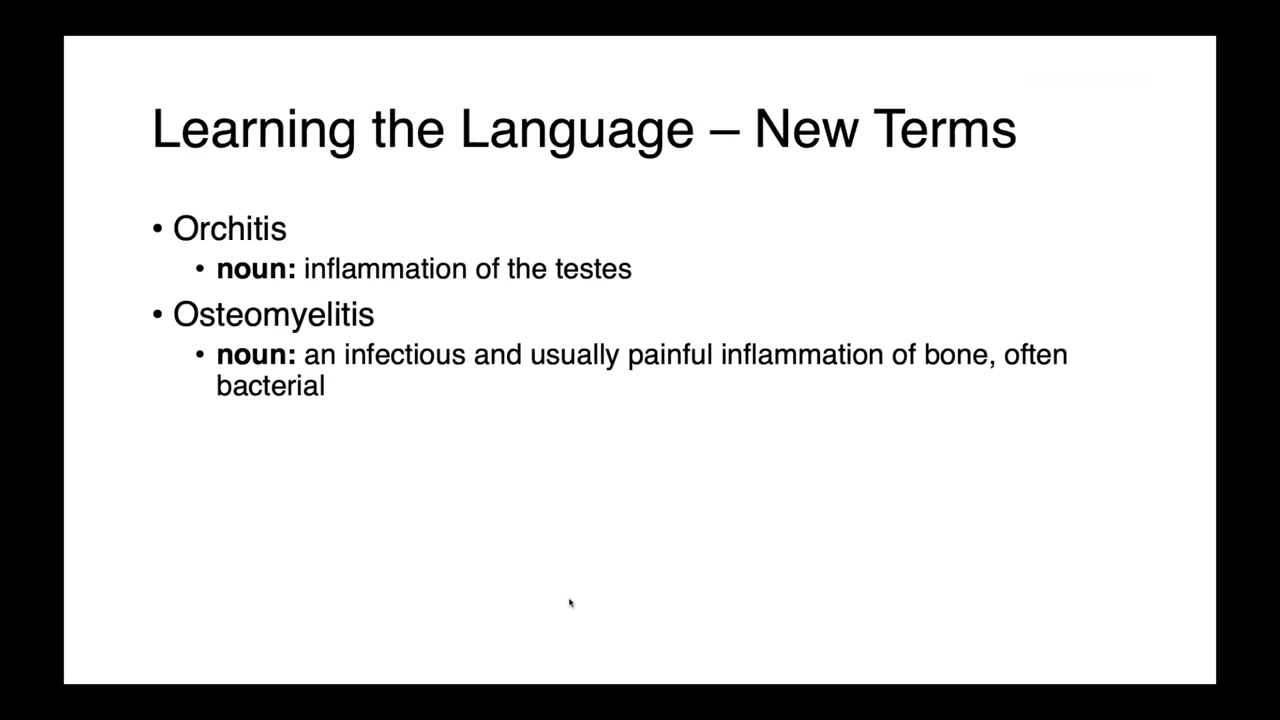 Learning the Language – New Terms
• Orchitis
• noun: inflammation of the testes
• Osteomyelitis
• noun: an infectious and usually painful inflammation of bone, often
bacterial